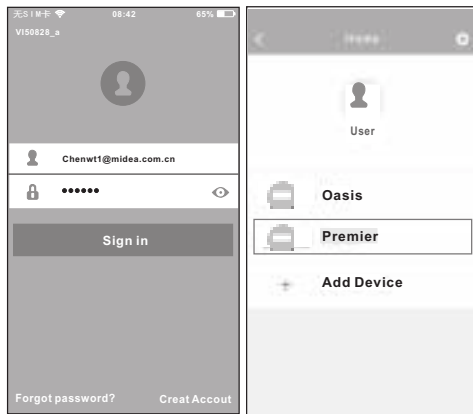 无SIM卡 08:42 65%
VI50828_a
Chenwt1@midea.com.cn
••••••
Sign in
Forgot password? Creat Accout
User
Oasis
Premier
Add Device